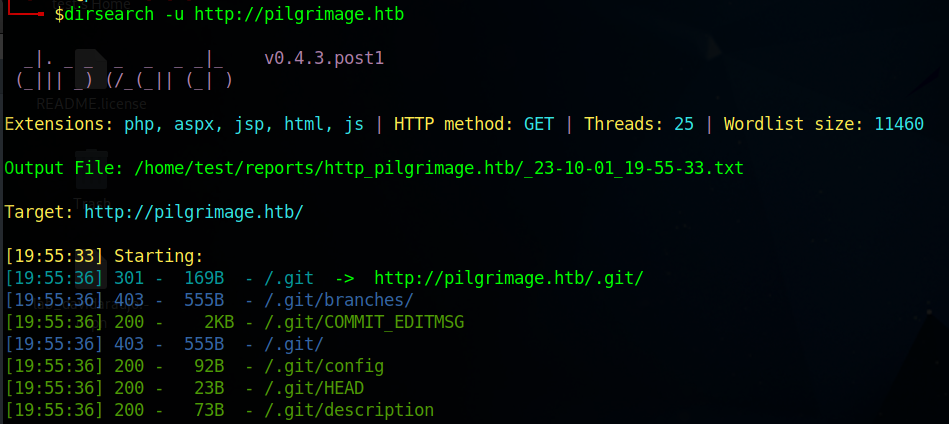 $dirsearch -u http://pilgrimage.htb
_|. _ _  _  _  _ _|_    v0.4.3.post1
(_||| _) (/_(_|| (_| )
README.license
Extensions: php, aspx, jsp, html, js | HTTP method: GET | Threads: 25 | Wordlist size: 11460
Output File: /home/test/reports/http_pilgrimage.htb/_23-10-01_19-55-33.txt
Target: http://pilgrimage.htb/
[19:55:33] Starting:
[19:55:36] 301 -  169B  - /.git  ->  http://pilgrimage.htb/.git/
[19:55:36] 403 -  555B  - /.git/branches/
[19:55:36] 200 -    2KB - /.git/COMMIT_EDITMSG
[19:55:36] 403 -  555B  - /.git/
[19:55:36] 200 -   92B  - /.git/config
[19:55:36] 200 -   23B  - /.git/HEAD
[19:55:36] 200 -   73B  - /.git/description